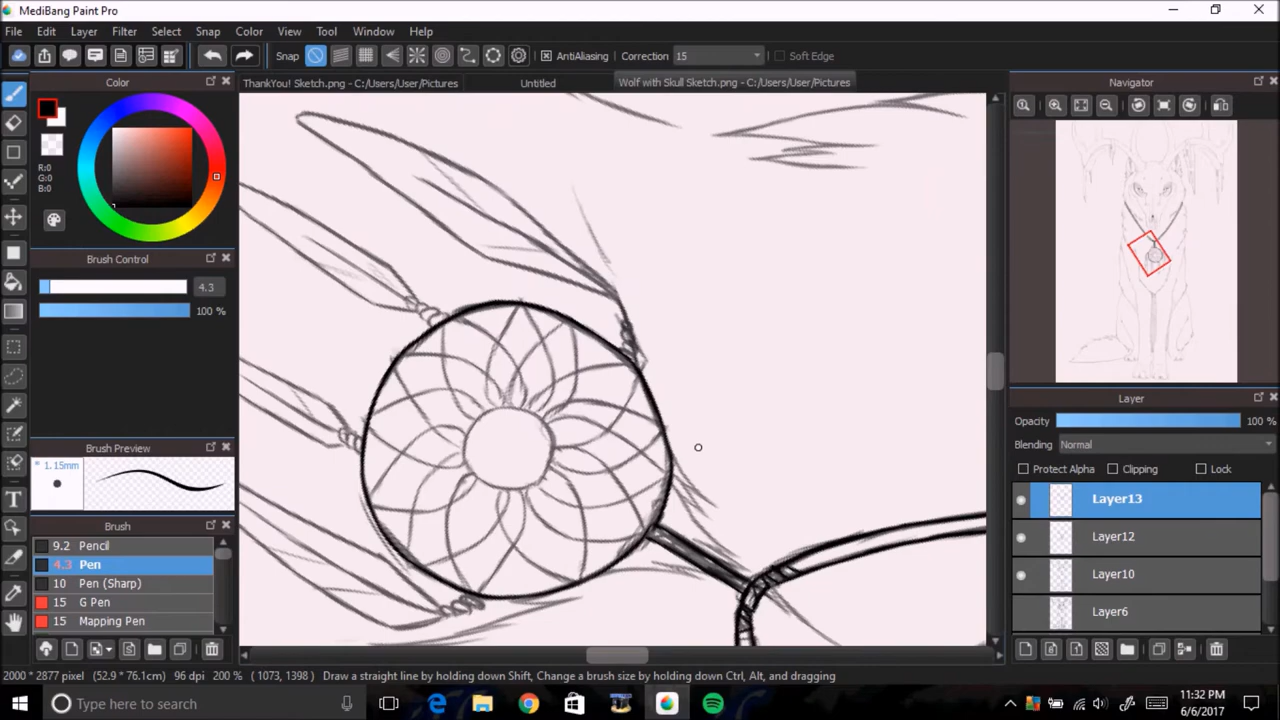 MediBang Paint Pro
File Edit Layer Filter Select Snap Color View Tool Window Help
Snap AntiAliasing Correction 15 Soft Edge
Color
ThankYou! Sketch.png - C:/Users/User/Pictures Untitled Wolf with Skull Sketch.png - C:/Users/User/Pictures
Navigator
R:0
G:0
B:0
Brush Control
4.3
100 %
Brush Preview
* 1.15mm
Brush
9.2 Pencil
4.3 Pen
10 Pen (Sharp)
15 G Pen
15 Mapping Pen
Layer
Opacity 100 %
Blending Normal
Protect Alpha Clipping Lock
Layer13
Layer12
Layer10
Layer6
2000 * 2877 pixel (52.9 * 76.1cm) 96 dpi 200 % ( 1073, 1398 ) Draw a straight line by holding down Shift, Change a brush size by holding down Ctrl, Alt, and dragging
Type here to search
11:32 PM
6/6/2017